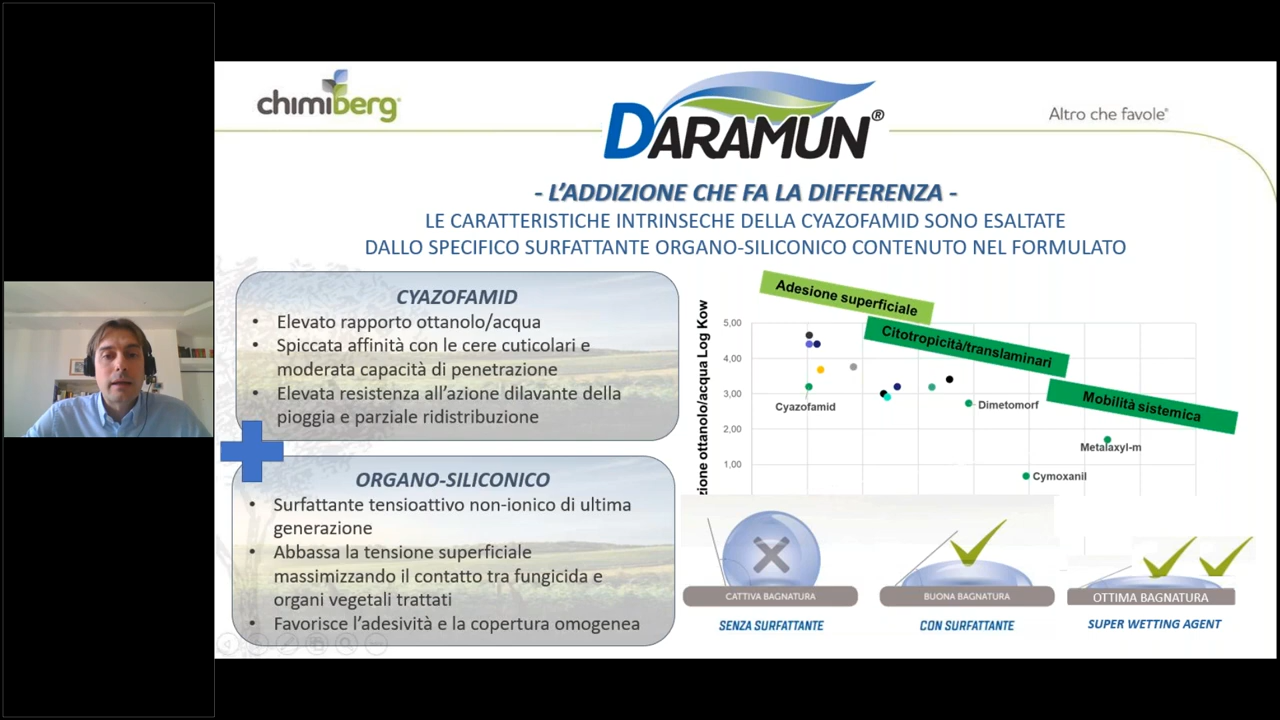 chimiberg®
DARAMUN®
Altro che favole®
- L'ADDIZIONE CHE FA LA DIFFERENZA -
LE CARATTERISTICHE INTRINSECHE DELLA CYAZOFAMID SONO ESALTATE
DALLO SPECIFICO SURFATTANTE ORGANO-SILICONICO CONTENUTO NEL FORMULATO
CYAZOFAMID
• Elevato rapporto ottanolo/acqua
• Spiccata affinità con le cere cuticolari e
moderata capacità di penetrazione
• Elevata resistenza all'azione dilavante della
pioggia e parziale ridistribuzione
ORGANO-SILICONICO
• Surfattante tensioattivo non-ionico di ultima
generazione
• Abbassa la tensione superficiale
massimizzando il contatto tra fungicida e
organi vegetali trattati
• Favorisce l'adesività e la copertura omogenea
zione ottanolo/acqua Log Kow
5,00
4,00
3,00
2,00
1,00
Adesione superficiale
Citotropicità/translaminari
Mobilità sistemica
Cyazofamid
Dimetomorf
Metalaxyl-m
Cymoxanil
CATTIVA BAGNATURA
BUONA BAGNATURA
OTTIMA BAGNATURA
SENZA SURFATTANTE
CON SURFATTANTE
SUPER WETTING AGENT